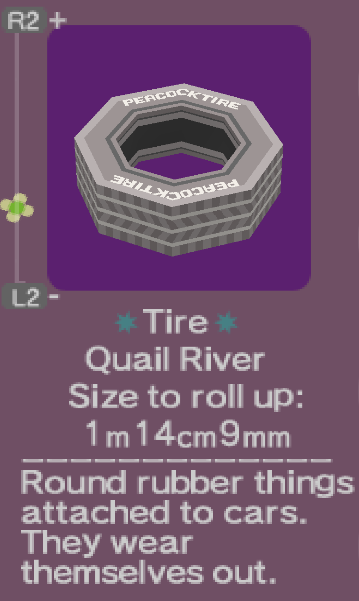 R2 +
PEACOCKTIRE
PEACOCKTIRE
L2 -
Tire
Quail River
Size to roll up:
1m14cm9mm
Round rubber things
attached to cars.
They wear
themselves out.